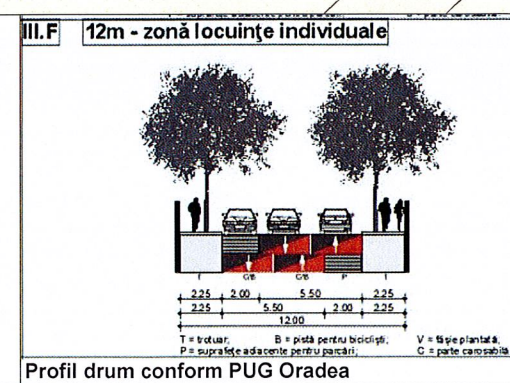 III.F 12m - zonă locuinţe individuale
T C/B C/B P T
2.25 2.00 5.50 2.25
2.25 5.50 2.00 2.25
12.00
T = trotuar; B = pistă pentru biciclişti; V = fâşie plantată,
P = suprafeţe adiacente pentru parcări; C = parte carosabilă
Profil drum conform PUG Oradea